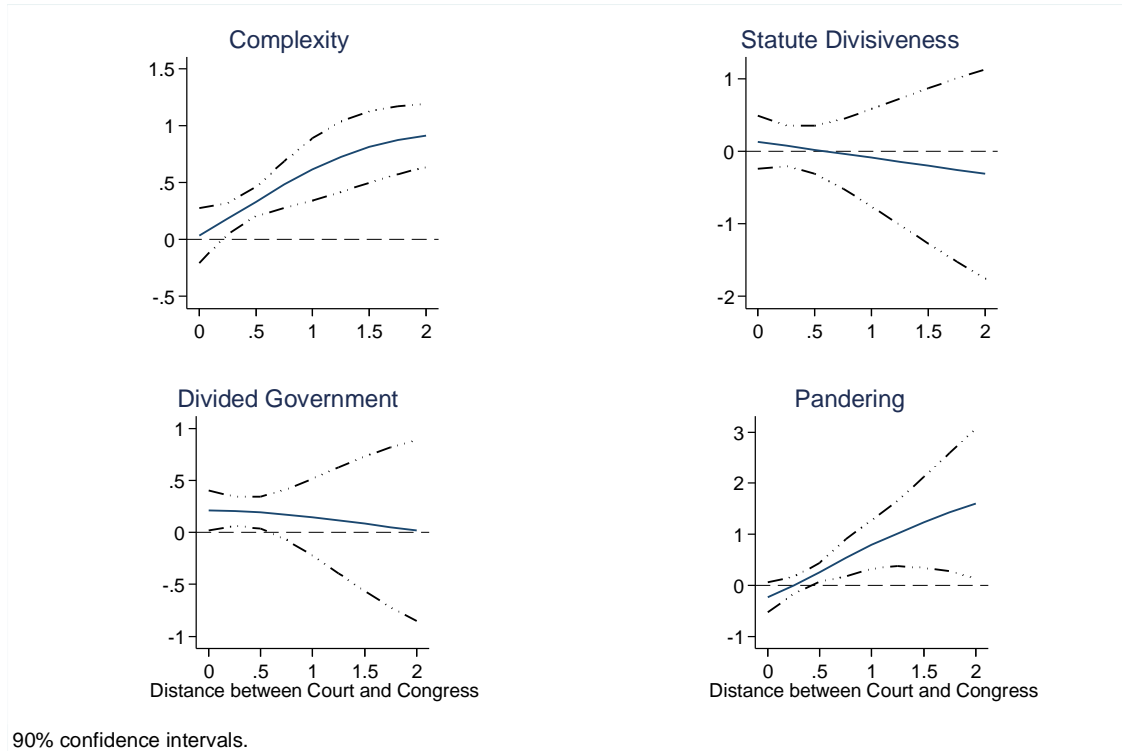 Complexity
1.5
1
.5
0
-.5
0 .5 1 1.5 2
Statute Divisiveness
1
0
-1
-2
0 .5 1 1.5 2
Divided Government
1
.5
0
-.5
-1
0 .5 1 1.5 2
Distance between Court and Congress
Pandering
3
2
1
0
-1
0 .5 1 1.5 2
Distance between Court and Congress
90% confidence intervals.